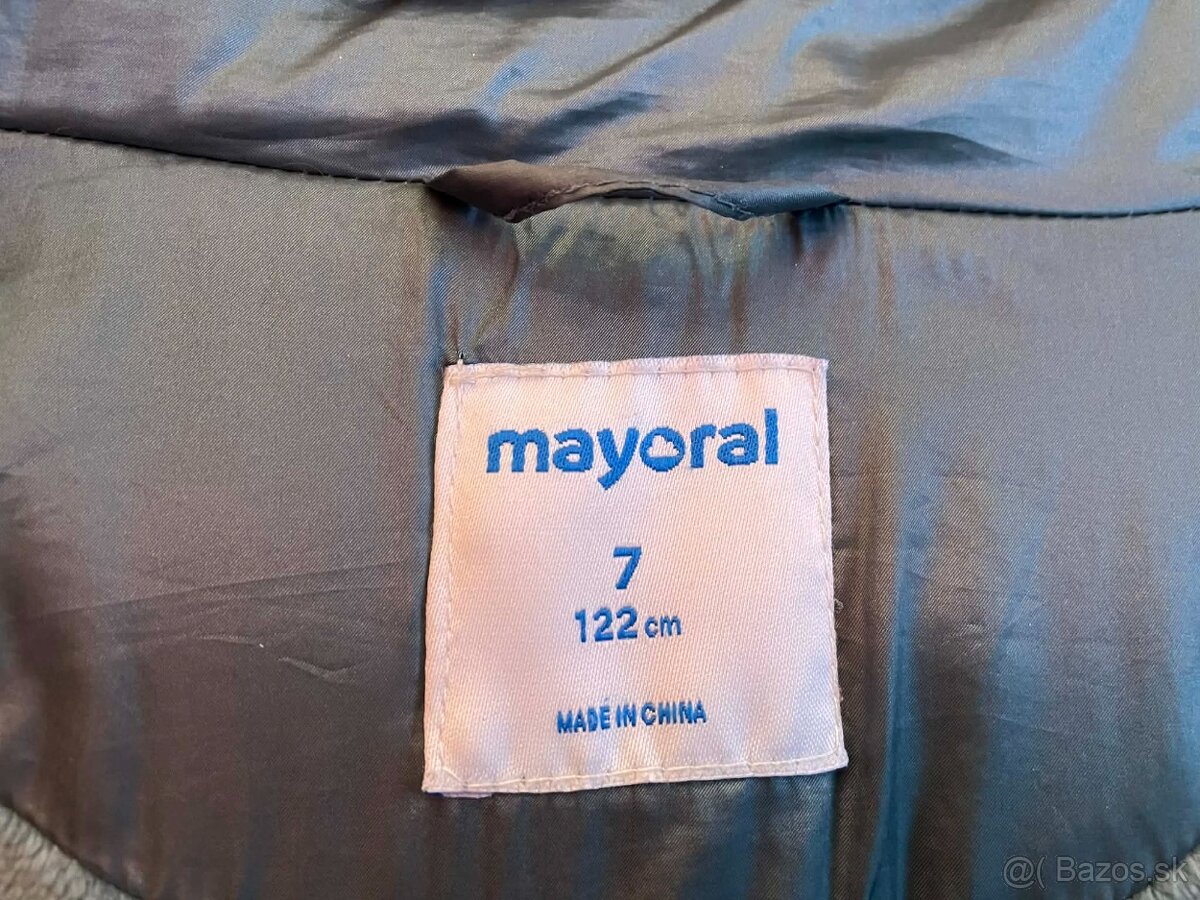 mayoral
7
122 cm
MADE IN CHINA
@( Bazos.sk